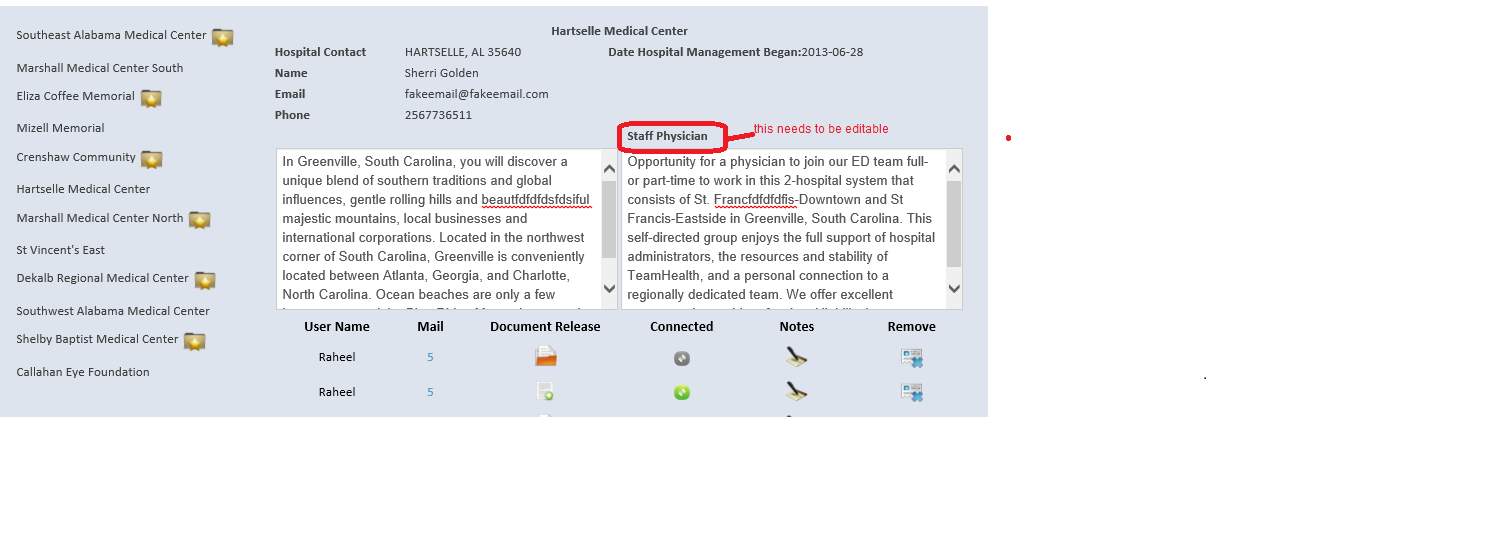 Southeast Alabama Medical Center
Marshall Medical Center South
Eliza Coffee Memorial
Mizell Memorial
Crenshaw Community
Hartselle Medical Center
Marshall Medical Center North
St Vincent's East
Dekalb Regional Medical Center
Southwest Alabama Medical Center
Shelby Baptist Medical Center
Callahan Eye Foundation
Hartselle Medical Center
Hospital Contact HARTSELLE, AL 35640 Date Hospital Management Began:2013-06-28
Name Sherri Golden
Email fakeemail@fakeemail.com
Phone 2567736511
Staff Physician this needs to be editable
In Greenville, South Carolina, you will discover a
unique blend of southern traditions and global
influences, gentle rolling hills and beautfdfdfdsfdsiful
majestic mountains, local businesses and
international corporations. Located in the northwest
corner of South Carolina, Greenville is conveniently
located between Atlanta, Georgia, and Charlotte,
North Carolina. Ocean beaches are only a few
Opportunity for a physician to join our ED team full-
or part-time to work in this 2-hospital system that
consists of St. Francfdfdfdfis-Downtown and St
Francis-Eastside in Greenville, South Carolina. This
self-directed group enjoys the full support of hospital
administrators, the resources and stability of
TeamHealth, and a personal connection to a
regionally dedicated team. We offer excellent
User Name Mail Document Release Connected Notes Remove
Raheel 5
Raheel 5